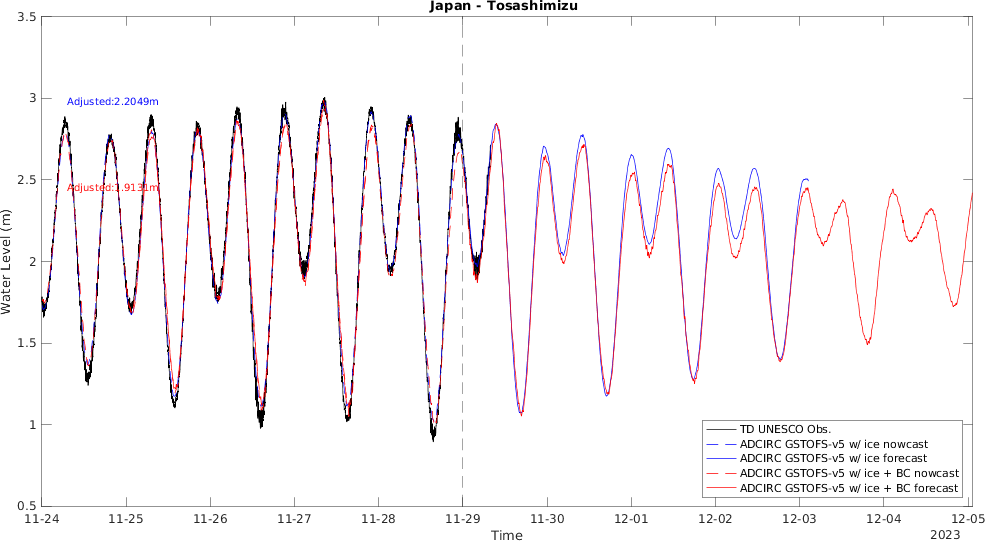 Japan - Tosashimizu
3.5
3
2.5
2
1.5
1
0.5
Water Level (m)
Adjusted:2.2049m
Adjusted:1.9131m
TD UNESCO Obs.
ADCIRC GSTOFS-v5 w/ ice nowcast
ADCIRC GSTOFS-v5 w/ ice forecast
ADCIRC GSTOFS-v5 w/ ice + BC nowcast
ADCIRC GSTOFS-v5 w/ ice + BC forecast
11-24 11-25 11-26 11-27 11-28 11-29 11-30 12-01 12-02 12-03 12-04 12-05
Time
2023